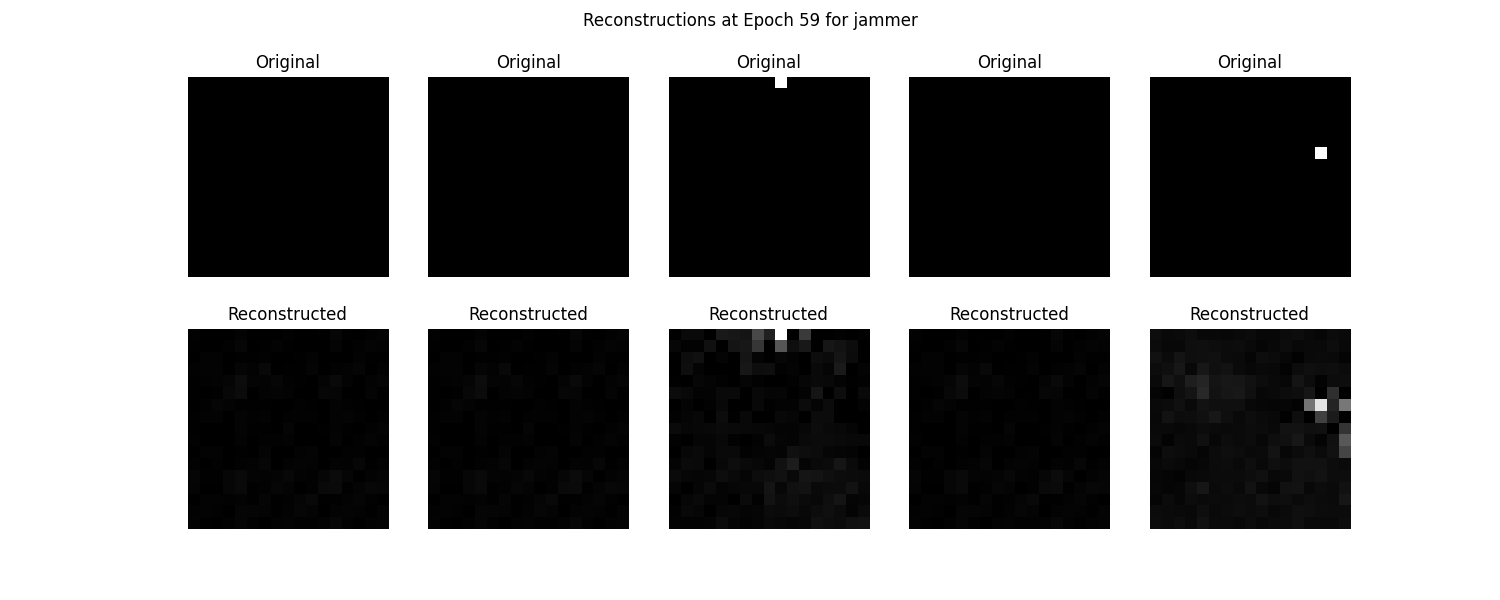 Reconstructions at Epoch 59 for jammer
Original Original Original Original Original
Reconstructed Reconstructed Reconstructed Reconstructed Reconstructed